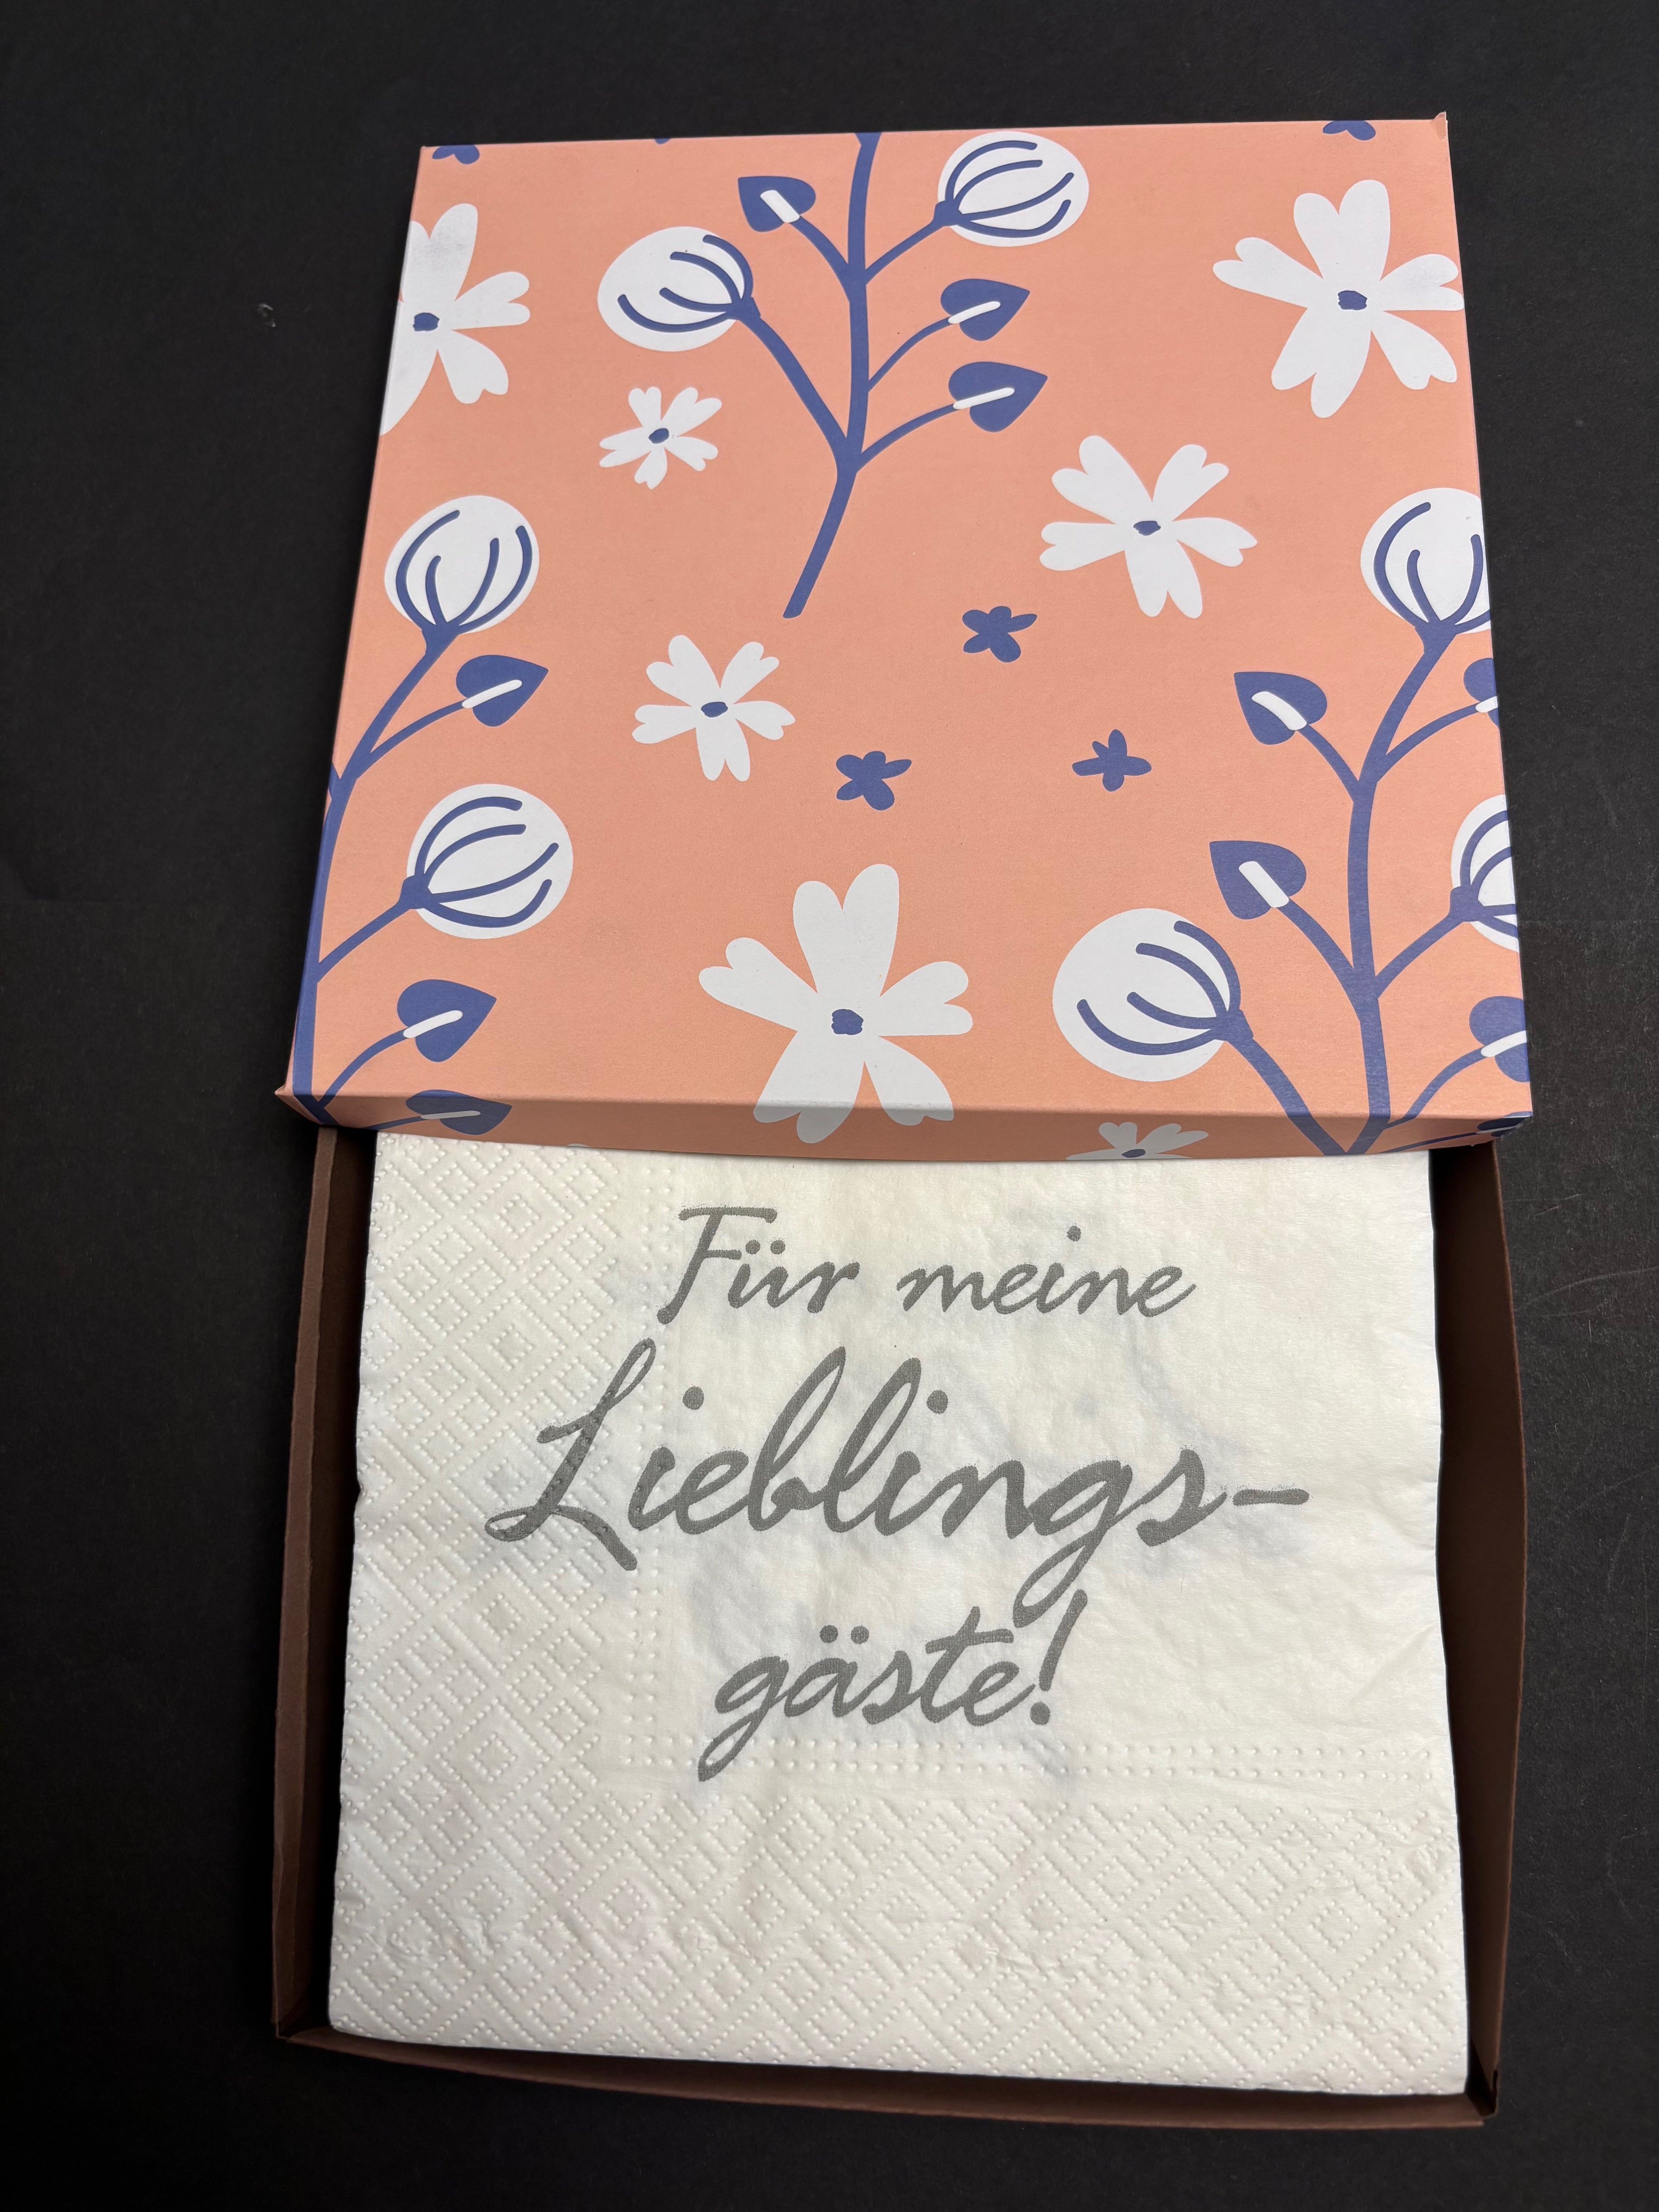 Für meine
Lieblings-
gäste!